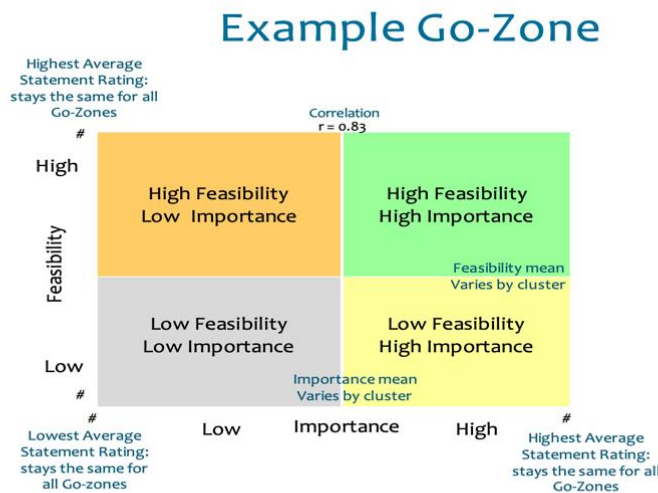 Example Go-Zone
Highest Average
Statement Rating:
stays the same for all
Go-Zones
#
Correlation
r = 0.83
High
Feasibility
Low
#
High Feasibility
Low Importance
High Feasibility
High Importance
Feasibility mean
Varies by cluster
Low Feasibility
Low Importance
Low Feasibility
High Importance
Importance mean
Varies by cluster
#
Low
Importance
High
#
Lowest Average
Statement Rating:
stays the same for
all Go-zones
Highest Average
Statement Rating:
stays the same for all
Go-Zones